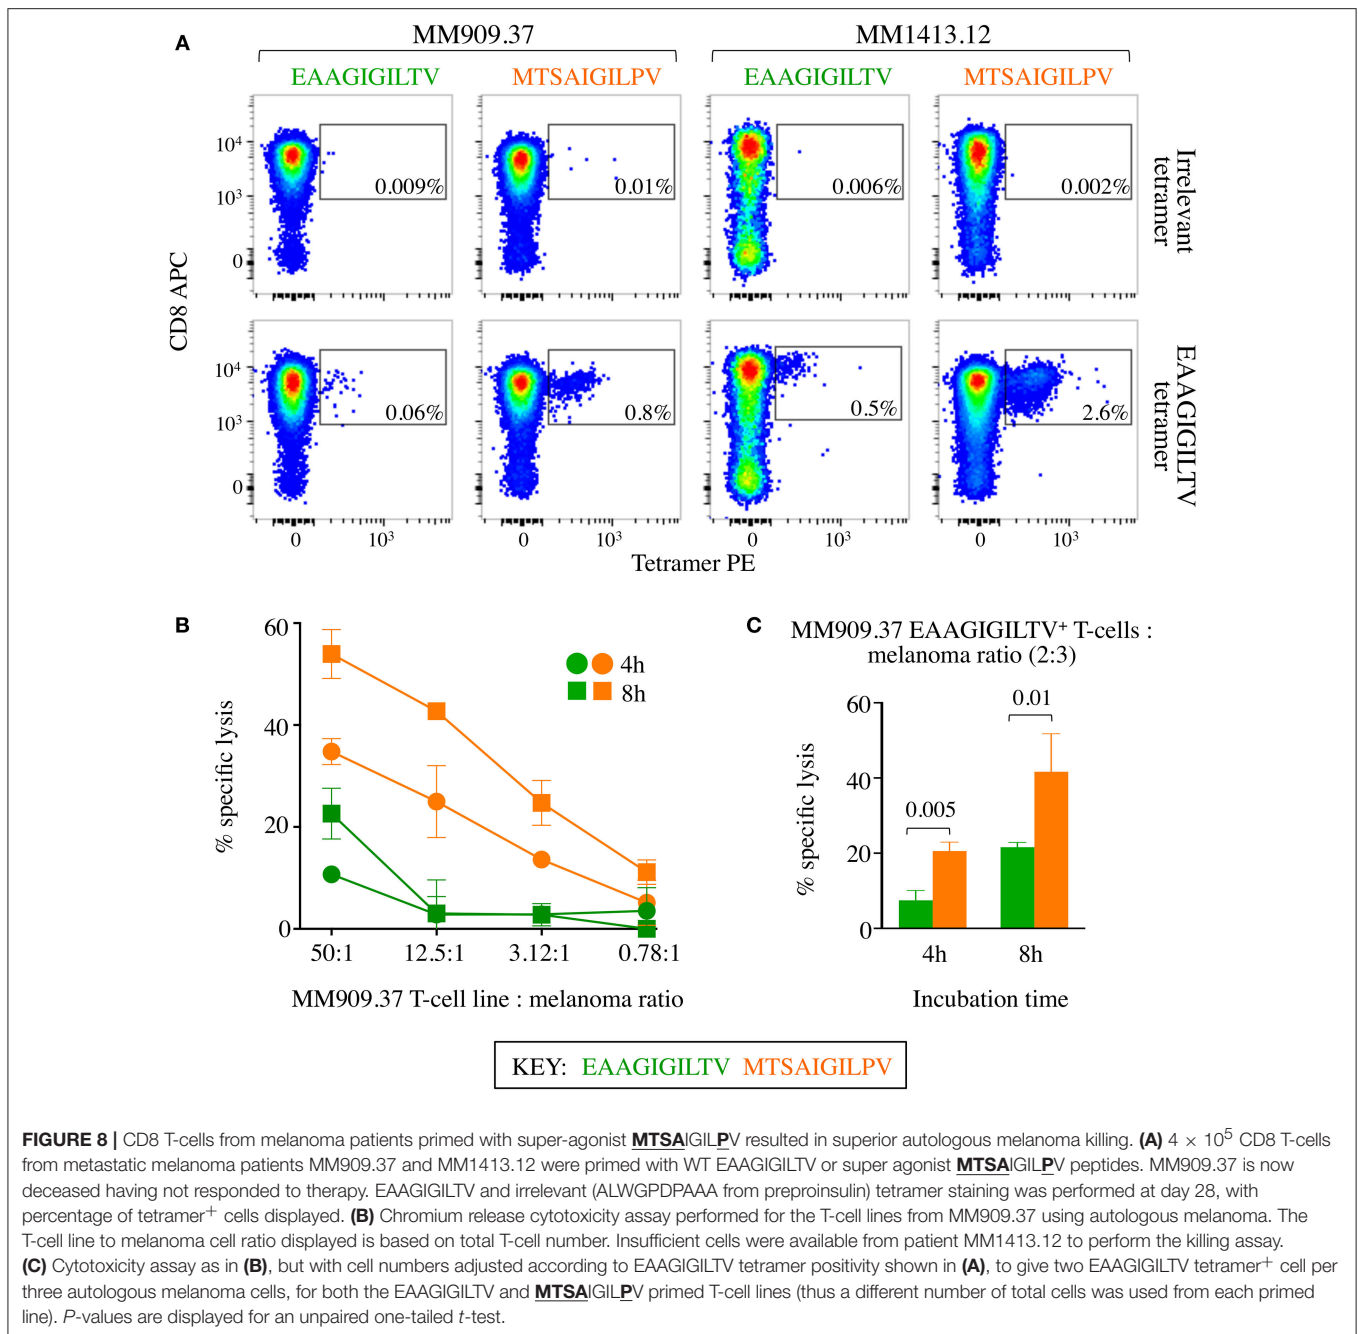 A
MM909.37
MM1413.12
EAAGIGILTV
MTSAIGILPV
EAAGIGILTV
MTSAIGILPV
10⁴
10³
0
0.009%
0.01%
0.006%
0.002%
Irrelevant
tetramer
CD8 APC
10⁴
10³
0
0.06%
0.8%
0.5%
2.6%
EAAGIGILTV
tetramer
0
10³
0
10³
0
10³
0
10³
Tetramer PE
B
60
40
20
0
% specific lysis
4h
8h
50:1
12.5:1
3.12:1
0.78:1
MM909.37 T-cell line : melanoma ratio
C
MM909.37 EAAGIGILTV⁺ T-cells :
melanoma ratio (2:3)
60
40
20
0
% specific lysis
0.005
0.01
4h
8h
Incubation time
KEY: EAAGIGILTV MTSAIGILPV
FIGURE 8 | CD8 T-cells from melanoma patients primed with super-agonist MTSAIGILPV resulted in superior autologous melanoma killing. (A) 4 × 10⁵ CD8 T-cells
from metastatic melanoma patients MM909.37 and MM1413.12 were primed with WT EAAGIGILTV or super agonist MTSAIGILPV peptides. MM909.37 is now
deceased having not responded to therapy. EAAGIGILTV and irrelevant (ALWGPDPAAA from preproinsulin) tetramer staining was performed at day 28, with
percentage of tetramer⁺ cells displayed. (B) Chromium release cytotoxicity assay performed for the T-cell lines from MM909.37 using autologous melanoma. The
T-cell line to melanoma cell ratio displayed is based on total T-cell number. Insufficient cells were available from patient MM1413.12 to perform the killing assay.
(C) Cytotoxicity assay as in (B), but with cell numbers adjusted according to EAAGIGILTV tetramer positivity shown in (A), to give two EAAGIGILTV tetramer⁺ cell per
three autologous melanoma cells, for both the EAAGIGILTV and MTSAIGILPV primed T-cell lines (thus a different number of total cells was used from each primed
line). P-values are displayed for an unpaired one-tailed t-test.